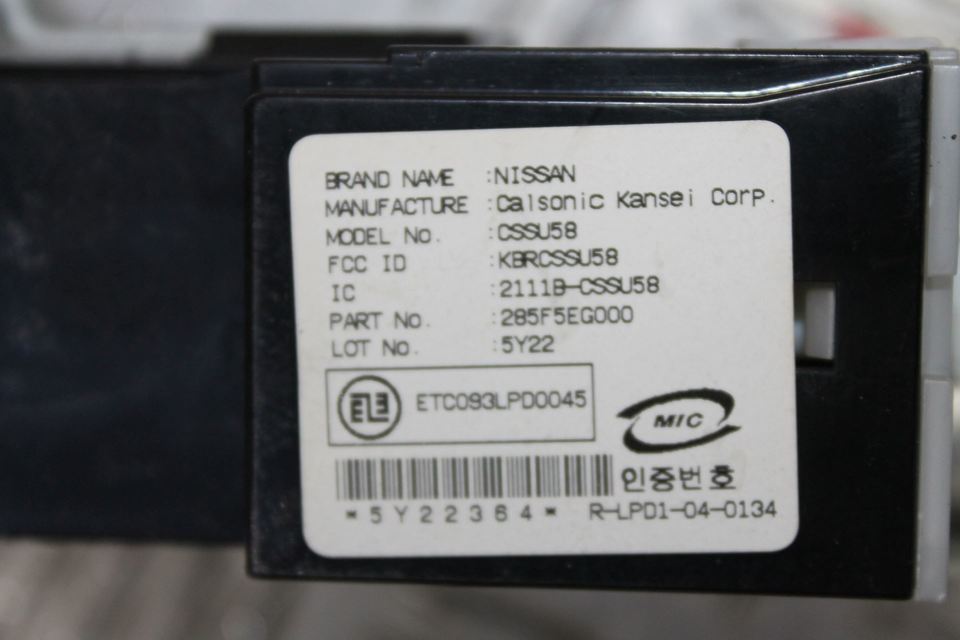 BRAND NAME :NISSAN
MANUFACTURE :Calsonic Kansei Corp.
MODEL No. :CSSU58
FCC ID :KBRCSSU58
IC :2111B-CSSU58
PART No. :285F5EG000
LOT No. :5Y22
ETC093LPD0045
MIC
인증번호
*5Y22364*
R-LPD1-04-0134